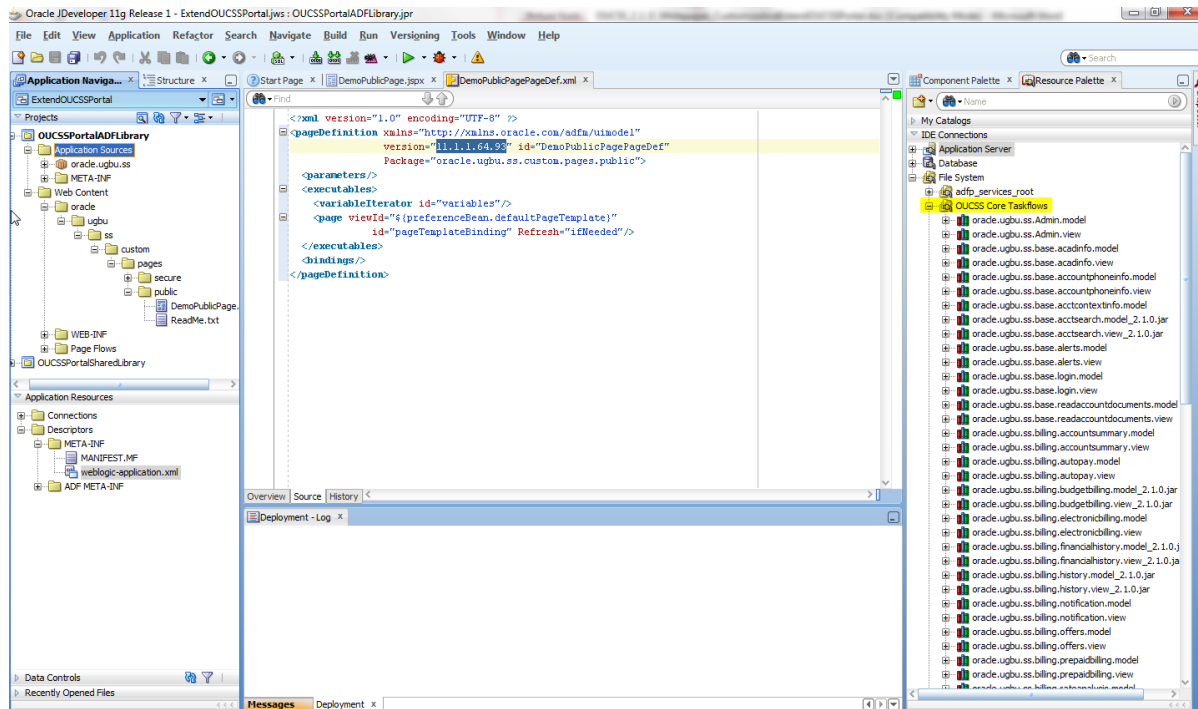 Oracle JDeveloper 11g Release 1 - ExtendOUCSSPortal.jws : OUCSSPortalADFLibrary.jpr
File Edit View Application Refactor Search Navigate Build Run Versioning Tools Window Help
Search
Application Naviga...
Structure
ExtendOUCSSPortal
Projects
OUCSSPortalADFLibrary
Application Sources
oracle.ugbu.ss
META-INF
Web Content
oracle
ugbu
ss
custom
pages
secure
public
DemoPublicPage.
ReadMe.txt
WEB-INF
Page Flows
OUCSSPortalSharedLibrary
Application Resources
Connections
Descriptors
META-INF
MANIFEST.MF
weblogic-application.xml
ADF META-INF
Data Controls
Recently Opened Files
Start Page
DemoPublicPage.jspx
DemoPublicPagePageDef.xml
Find
<?xml version="1.0" encoding="UTF-8" ?>
<pageDefinition xmlns="http://xmlns.oracle.com/adfm/uimodel"
version="11.1.1.64.93" id="DemoPublicPagePageDef"
Package="oracle.ugbu.ss.custom.pages.public">
<parameters/>
<executables>
<variableIterator id="variables"/>
<page viewId="${preferenceBean.defaultPageTemplate}"
id="pageTemplateBinding" Refresh="ifNeeded"/>
</executables>
<bindings/>
</pageDefinition>
Overview Source History
Deployment - Log
Messages Deployment
Component Palette
Resource Palette
Name
My Catalogs
IDE Connections
Application Server
Database
File System
adfp_services_root
OUCSS Core Taskflows
oracle.ugbu.ss.Admin.model
oracle.ugbu.ss.Admin.view
oracle.ugbu.ss.base.acadinfo.model
oracle.ugbu.ss.base.acadinfo.view
oracle.ugbu.ss.base.accountphoneinfo.model
oracle.ugbu.ss.base.accountphoneinfo.view
oracle.ugbu.ss.base.acctcontextinfo.model
oracle.ugbu.ss.base.acctsearch.model_2.1.0.jar
oracle.ugbu.ss.base.acctsearch.view_2.1.0.jar
oracle.ugbu.ss.base.alerts.model
oracle.ugbu.ss.base.alerts.view
oracle.ugbu.ss.base.login.model
oracle.ugbu.ss.base.login.view
oracle.ugbu.ss.base.readaccountdocuments.model
oracle.ugbu.ss.base.readaccountdocuments.view
oracle.ugbu.ss.billing.accountsummary.model
oracle.ugbu.ss.billing.accountsummary.view
oracle.ugbu.ss.billing.autopay.model
oracle.ugbu.ss.billing.autopay.view
oracle.ugbu.ss.billing.budgetbilling.model_2.1.0.jar
oracle.ugbu.ss.billing.budgetbilling.view_2.1.0.jar
oracle.ugbu.ss.billing.electronicbilling.model
oracle.ugbu.ss.billing.electronicbilling.view
oracle.ugbu.ss.billing.financialhistory.model_2.1.0.j
oracle.ugbu.ss.billing.financialhistory.view_2.1.0.ja
oracle.ugbu.ss.billing.history.model_2.1.0.jar
oracle.ugbu.ss.billing.history.view_2.1.0.jar
oracle.ugbu.ss.billing.notification.model
oracle.ugbu.ss.billing.notification.view
oracle.ugbu.ss.billing.offers.model
oracle.ugbu.ss.billing.offers.view
oracle.ugbu.ss.billing.prepaidbilling.model
oracle.ugbu.ss.billing.prepaidbilling.view